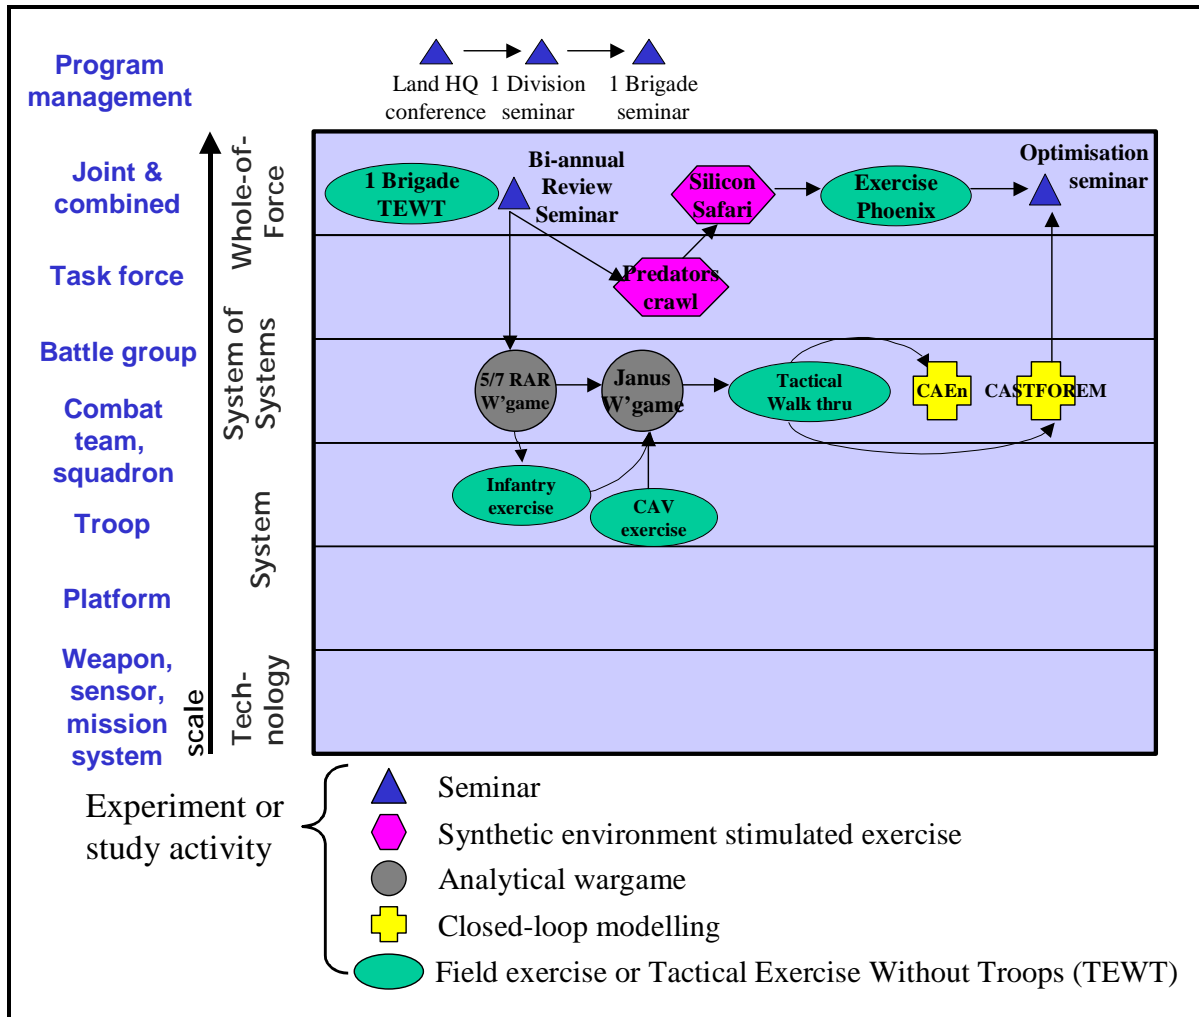 Program
management
Land HQ
conference
1 Division
seminar
1 Brigade
seminar
Joint &
combined
Task force
Battle group
Combat
team,
squadron
Troop
Platform
Weapon,
sensor,
mission
system
scale
Whole-of-
Force
System of
Systems
System
Tech-
nology
1 Brigade
TEWT
Bi-annual
Review
Seminar
Silicon
Safari
Exercise
Phoenix
Optimisation
seminar
Predators
crawl
5/7 RAR
W'game
Janus
W'game
Tactical
Walk thru
CAEn
CASTFOREM
Infantry
exercise
CAV
exercise
Experiment or
study activity
Seminar
Synthetic environment stimulated exercise
Analytical wargame
Closed-loop modelling
Field exercise or Tactical Exercise Without Troops (TEWT)